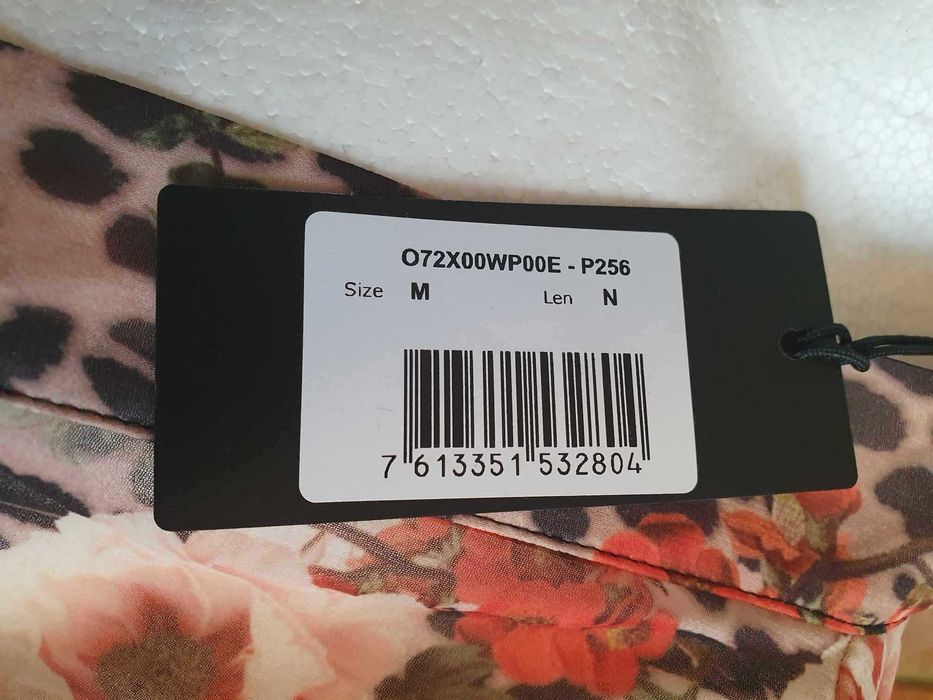 O72X00WP00E - P256
Size M Len N
7 613351 532804